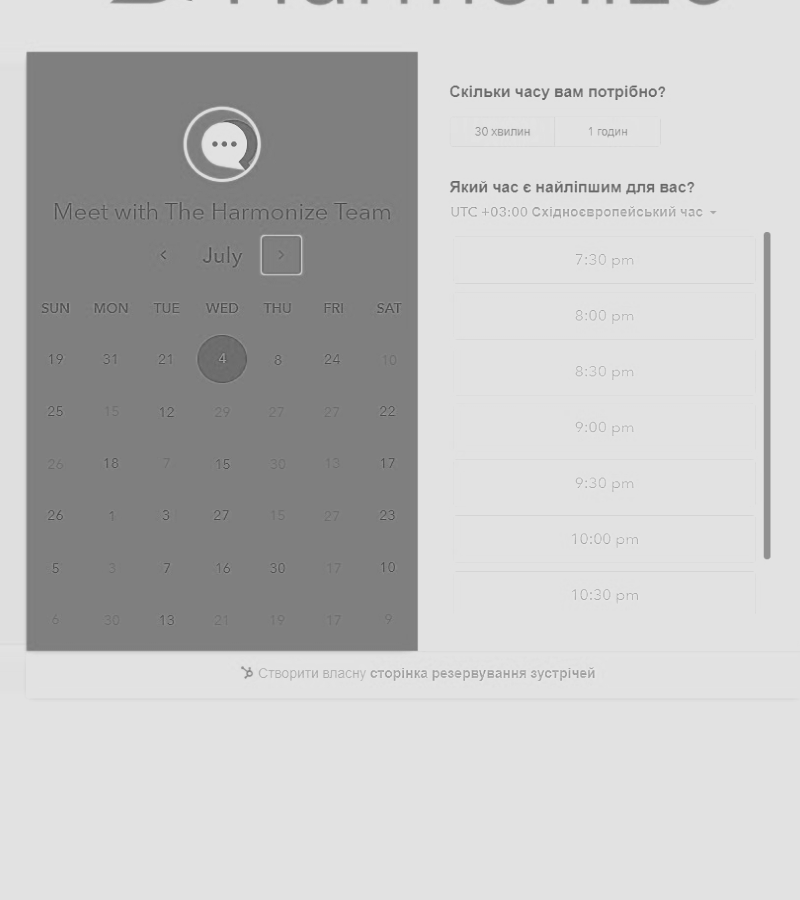 Harmonize
Meet with The Harmonize Team
July
SUN MON TUE WED THU FRI SAT
19 31 21 4 8 24 10
25 15 12 29 27 27 22
26 18 7 15 30 13 17
26 1 3 27 15 27 23
5 3 7 16 30 17 10
6 30 13 21 19 17 9
Скільки часу вам потрібно?
30 хвилин 1 годин
Який час є найліпшим для вас?
UTC +03:00 Східноєвропейський час
7:30 pm
8:00 pm
8:30 pm
9:00 pm
9:30 pm
10:00 pm
10:30 pm
Створити власну сторінка резервування зустрічей